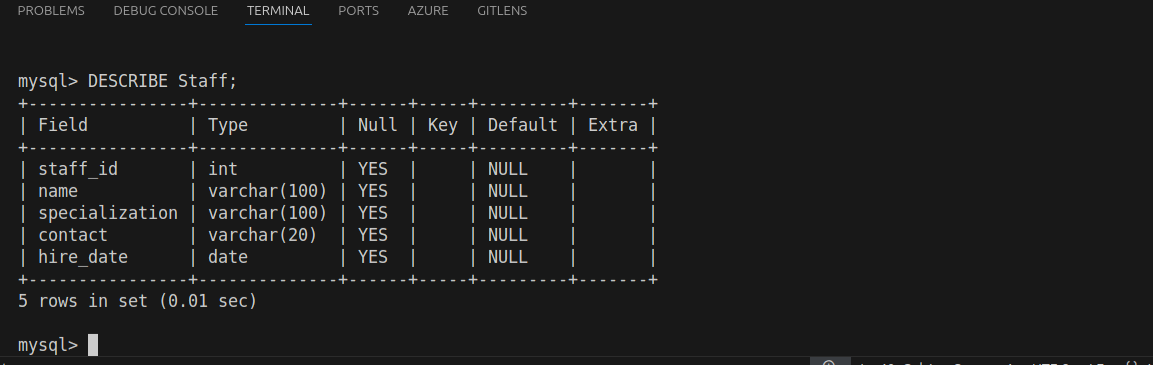 PROBLEMS DEBUG CONSOLE TERMINAL PORTS AZURE GITLENS
mysql> DESCRIBE Staff;
+----------------+--------------+------+-----+---------+-------+
| Field          | Type         | Null | Key | Default | Extra |
+----------------+--------------+------+-----+---------+-------+
| staff_id       | int          | YES  |     | NULL    |       |
| name           | varchar(100) | YES  |     | NULL    |       |
| specialization | varchar(100) | YES  |     | NULL    |       |
| contact        | varchar(20)  | YES  |     | NULL    |       |
| hire_date      | date         | YES  |     | NULL    |       |
+----------------+--------------+------+-----+---------+-------+
5 rows in set (0.01 sec)
mysql>